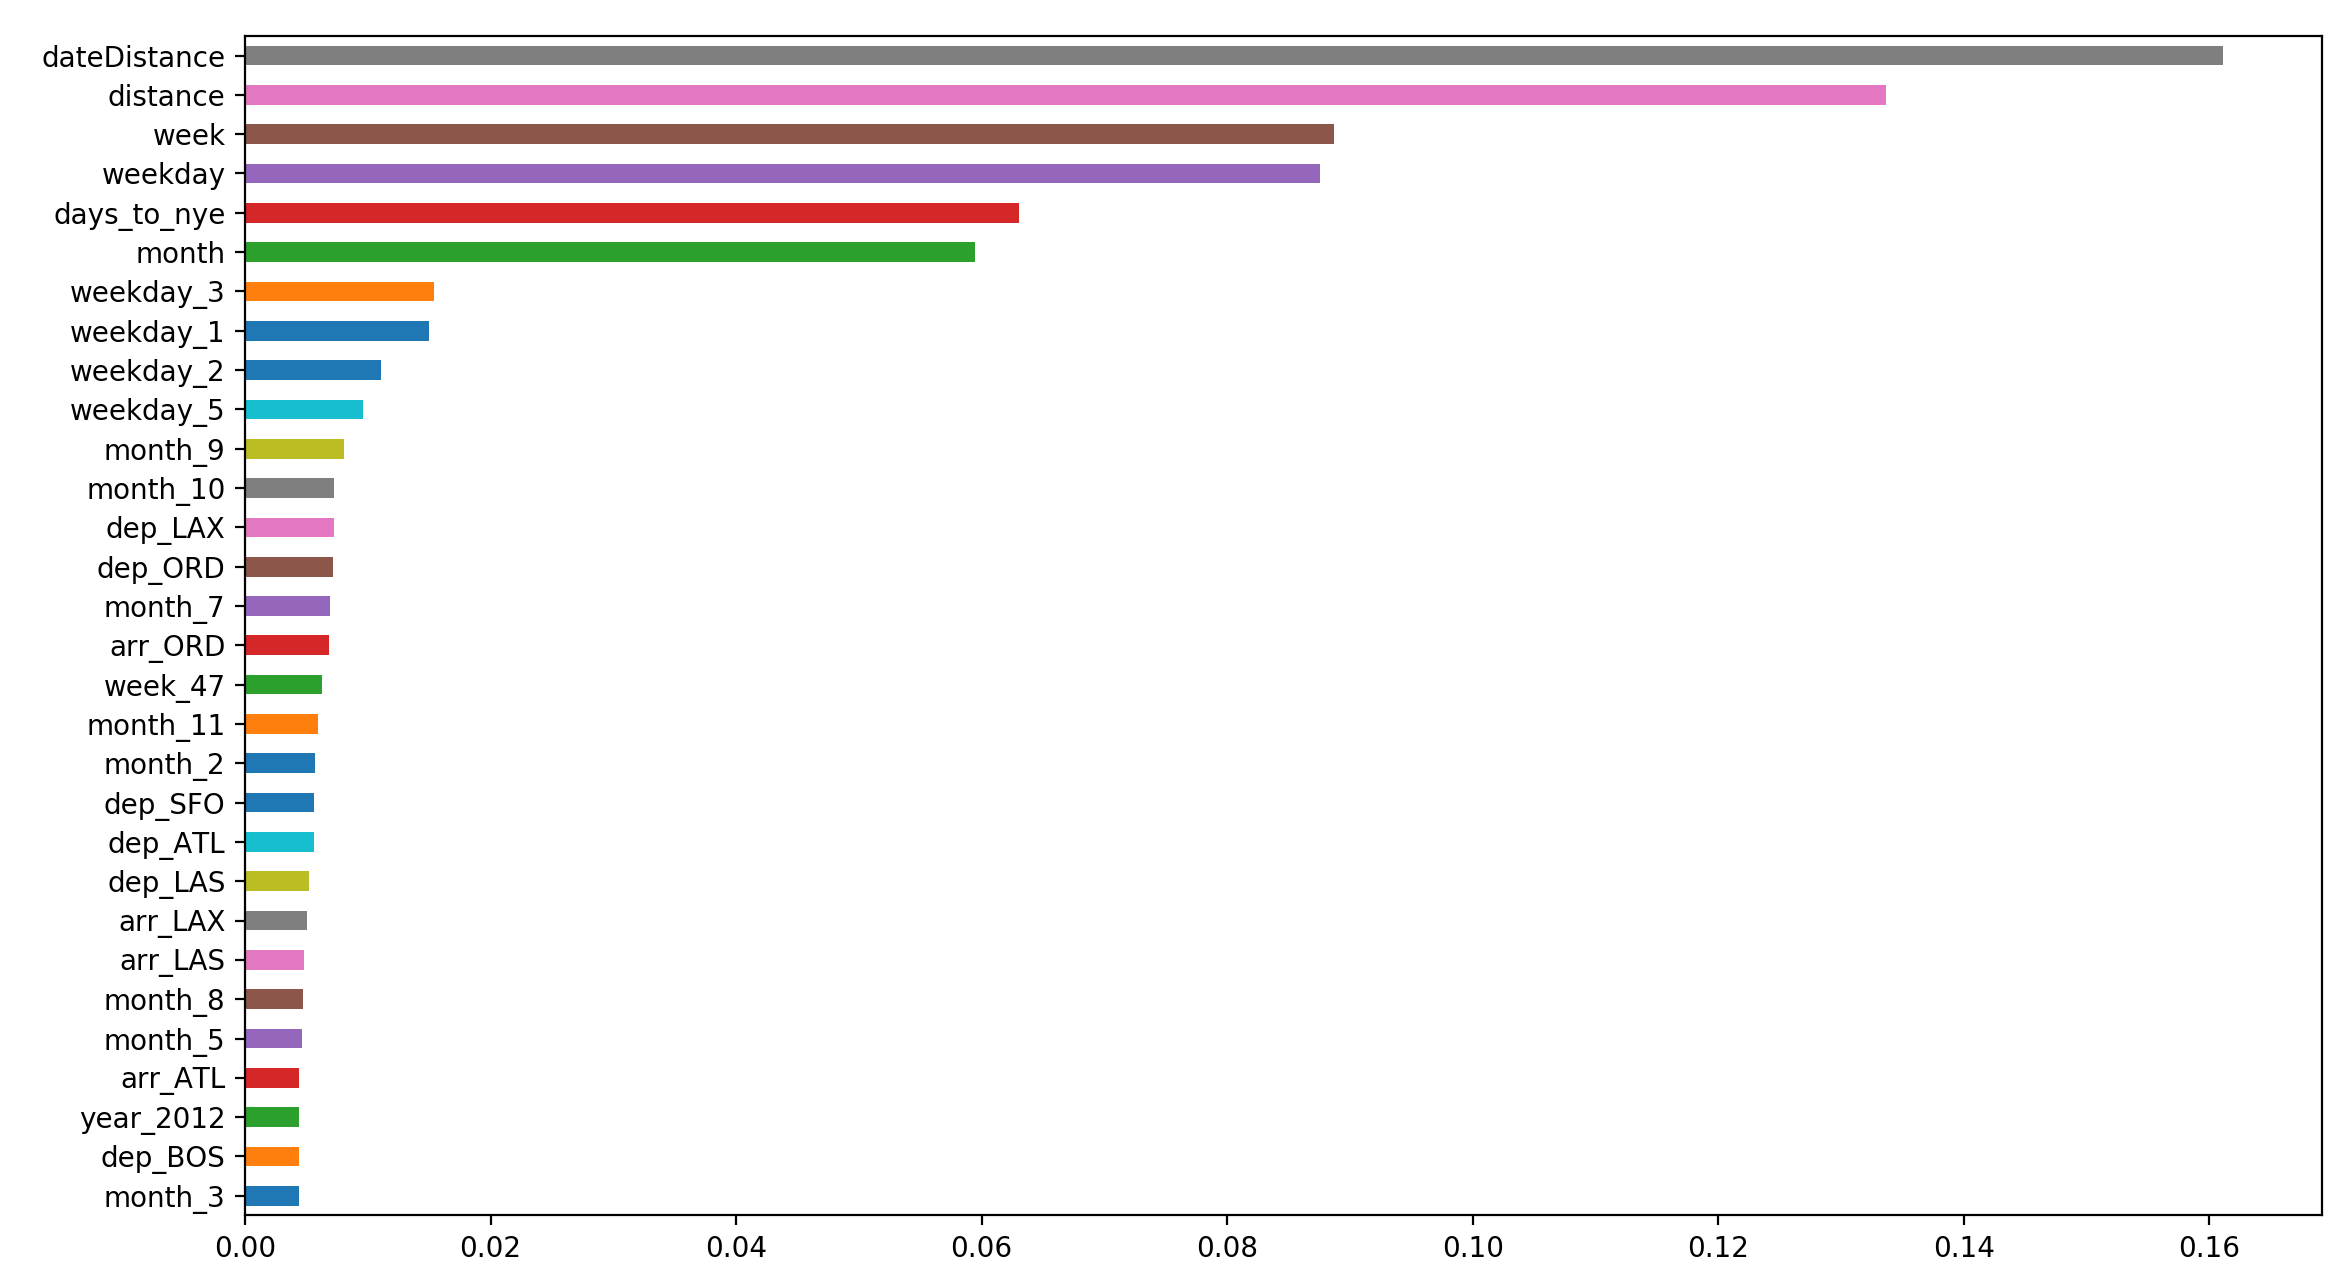 dateDistance
distance
week
weekday
days_to_nye
month
weekday_3
weekday_1
weekday_2
weekday_5
month_9
month_10
dep_LAX
dep_ORD
month_7
arr_ORD
week_47
month_11
month_2
dep_SFO
dep_ATL
dep_LAS
arr_LAX
arr_LAS
month_8
month_5
arr_ATL
year_2012
dep_BOS
month_3
0.00 0.02 0.04 0.06 0.08 0.10 0.12 0.14 0.16